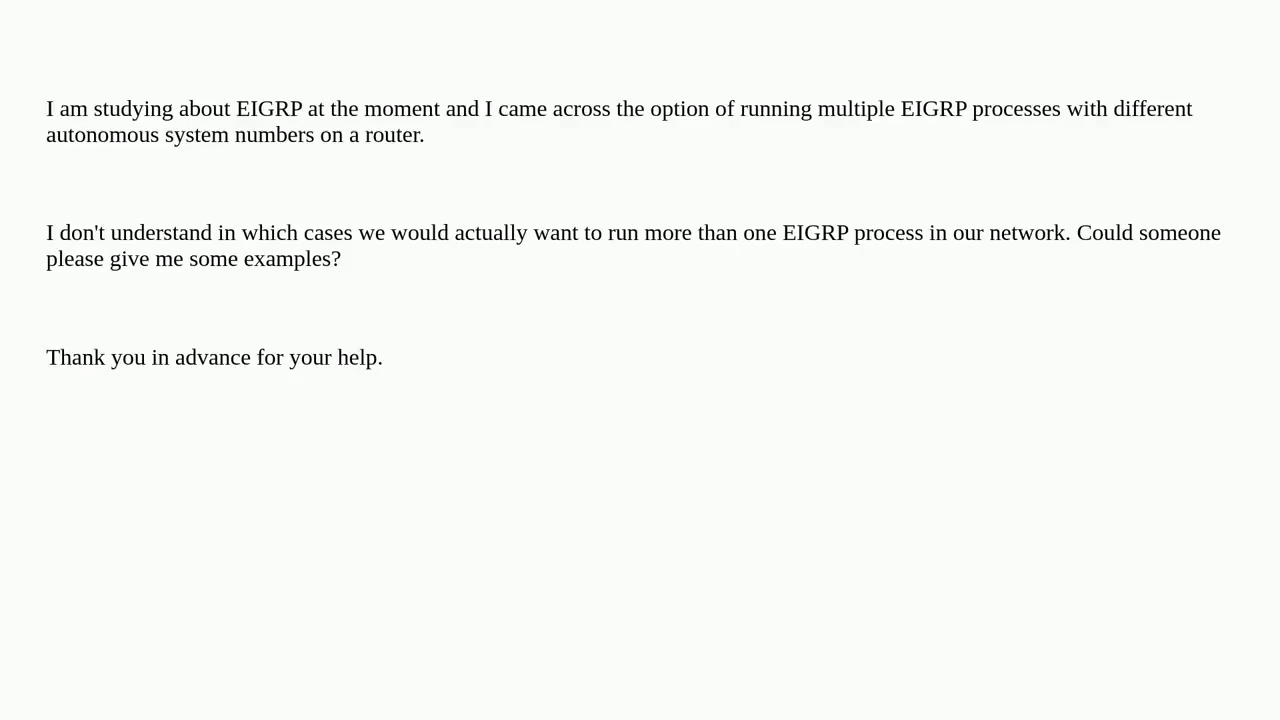 I am studying about EIGRP at the moment and I came across the option of running multiple EIGRP processes with different
autonomous system numbers on a router.
I don't understand in which cases we would actually want to run more than one EIGRP process in our network. Could someone
please give me some examples?
Thank you in advance for your help.